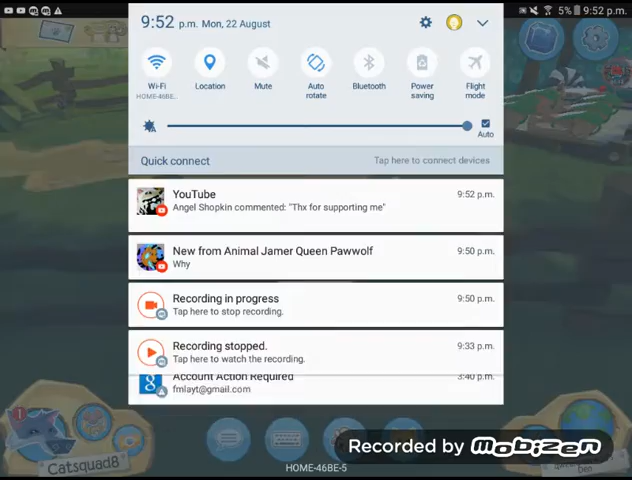 5% 9:52 p.m.
9:52 p.m. Mon, 22 August
Wi-Fi
HOME-46BE..
Location
Mute
Auto
rotate
Bluetooth
Power
saving
Flight
mode
Auto
Quick connect
Tap here to connect devices
YouTube
9:52 p.m.
Angel Shopkin commented: "Thx for supporting me"
New from Animal Jamer Queen Pawwolf
9:50 p.m.
Why
Recording in progress
9:50 p.m.
Tap here to stop recording.
Recording stopped.
9:33 p.m.
Tap here to watch the recording.
Account Action Required
3:40 p.m.
fmlayt@gmail.com
1
Catsquad8
Recorded by Mobizen
den
HOME-46BE-5